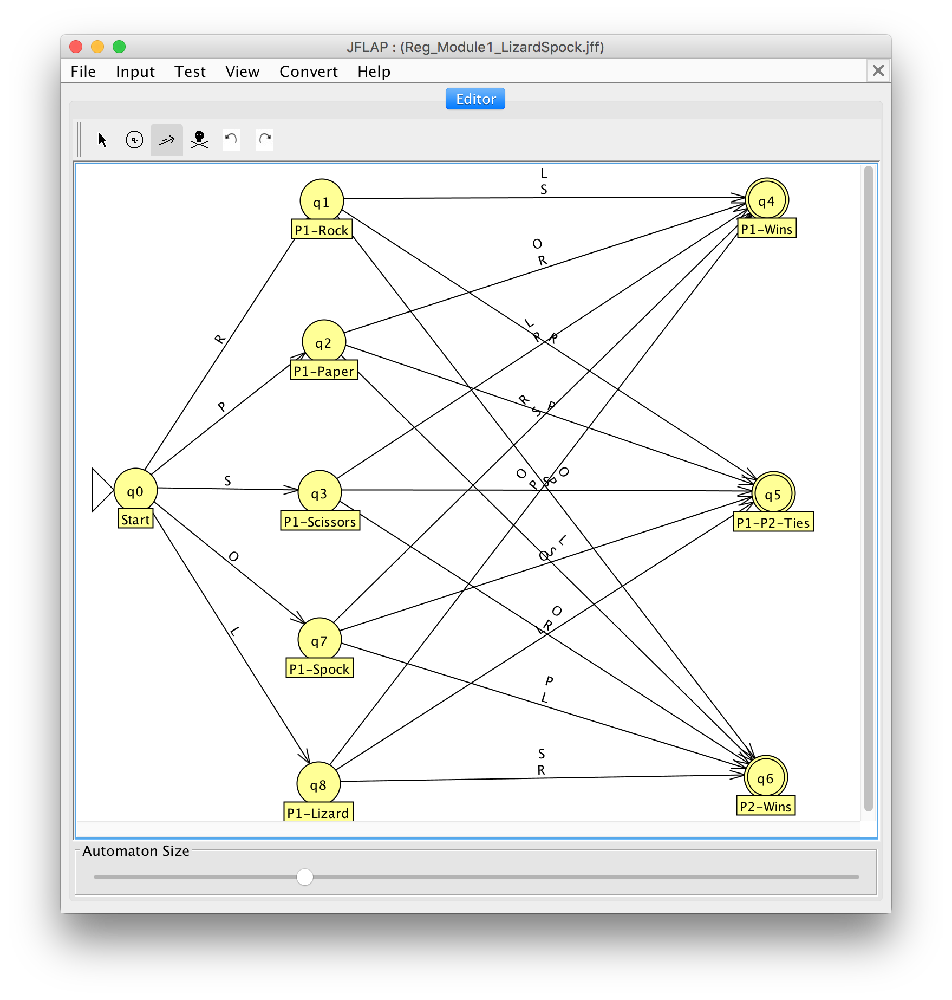 JFLAP : (Reg_Module1_LizardSpock.jff)
File Input Test View Convert Help
Editor
q
L
S
q1
P1-Rock
q4
P1-Wins
O
R
R
L
P R
q2
P1-Paper
P
R
S P
S
q0
Start
q3
P1-Scissors
O
P
S
P
O
q5
P1-P2-Ties
L
S
O
O
O
R
L
L
q7
P1-Spock
P
L
S
R
q8
P1-Lizard
q6
P2-Wins
Automaton Size